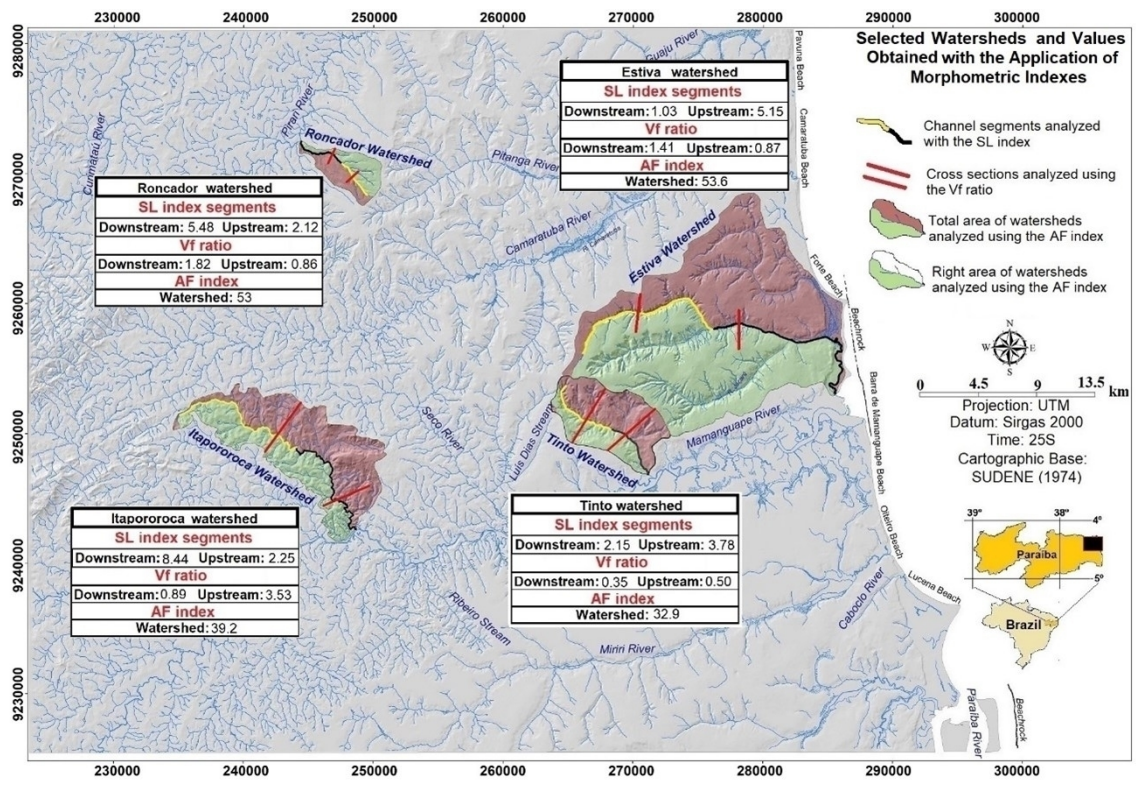 230000 240000 250000 260000 270000 280000 290000 300000
9280000
9270000
9260000
9250000
9240000
9230000
Selected Watersheds and Values
Obtained with the Application of
Morphometric Indexes
Channel segments analyzed
with the SL index
Cross sections analyzed using
the Vf ratio
Total area of watersheds
analyzed using the AF index
Right area of watersheds
analyzed using the AF index
N
W E
S
0 4.5 9 13.5
km
Projection: UTM
Datum: Sirgas 2000
Time: 25S
Cartographic Base:
SUDENE (1974)
39° 38° 4°
Paraíba
5°
Brazil
Estiva watershed
SL index segments
Downstream:1.03 Upstream: 5.15
Vf ratio
Downstream:1.41 Upstream: 0.87
AF index
Watershed: 53.6
Roncador watershed
SL index segments
Downstream: 5.48 Upstream: 2.12
Vf ratio
Downstream: 1.82 Upstream: 0.86
AF index
Watershed: 53
Itapororoca watershed
SL index segments
Downstream:8.44 Upstream: 2.25
Vf ratio
Downstream: 0.89 Upstream: 3.53
AF index
Watershed:39.2
Tinto watershed
SL index segments
Downstream: 2.15 Upstream: 3.78
Vf ratio
Downstream: 0.35 Upstream: 0.50
AF index
Watershed: 32.9
Guaju River
Pirari River
Curimataú River
Roncador Watershed
Pitanga River
Camaratuba River
Estiva Watershed
Seco River
Luis Dias Stream
Itapororoca Watershed
Tinto Watershed
Mamanguape River
Ribeiro Stream
Miriri River
Caboclo River
Paraiba River
Pavuna Beach
Camaratuba Beach
Forte Beach
Beachrock
Barra de Mamanguape Beach
Oiteiro Beach
Lucena Beach
Beachrock
230000 240000 250000 260000 270000 280000 290000 300000